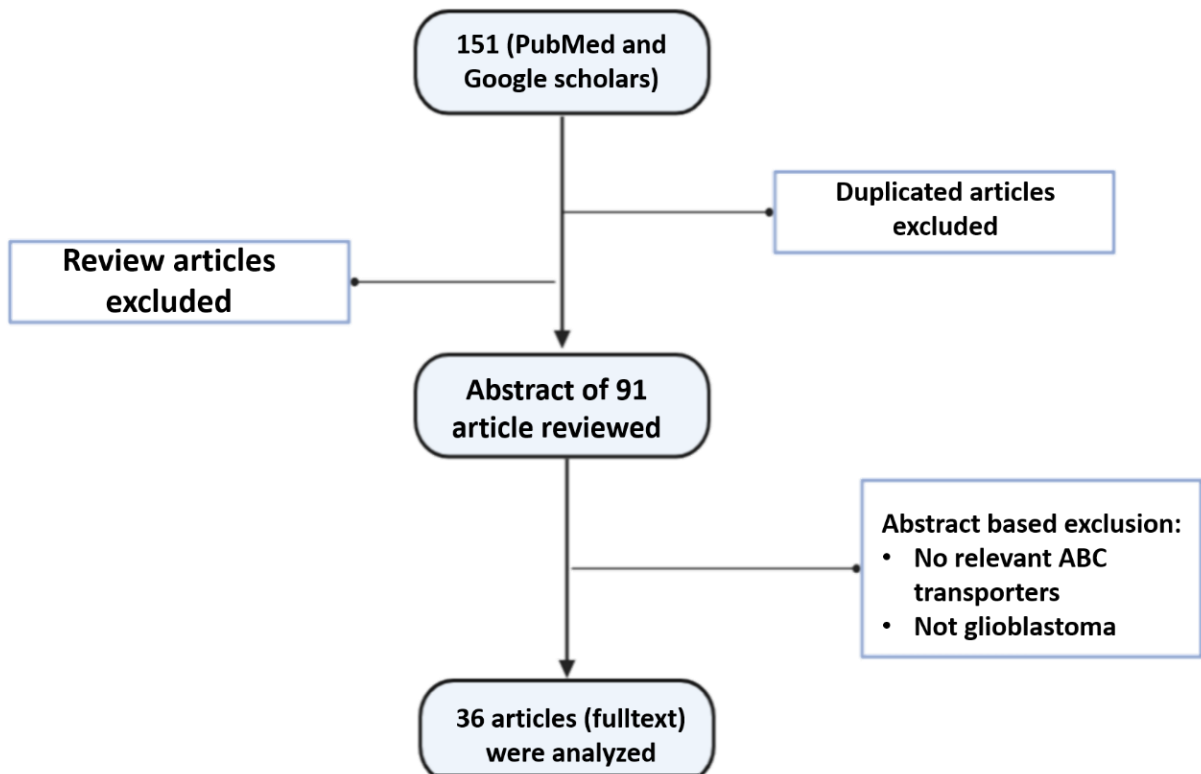 151 (PubMed and
Google scholars)
Duplicated articles
excluded
Review articles
excluded
Abstract of 91
article reviewed
Abstract based exclusion:
• No relevant ABC
transporters
• Not glioblastoma
36 articles (fulltext)
were analyzed